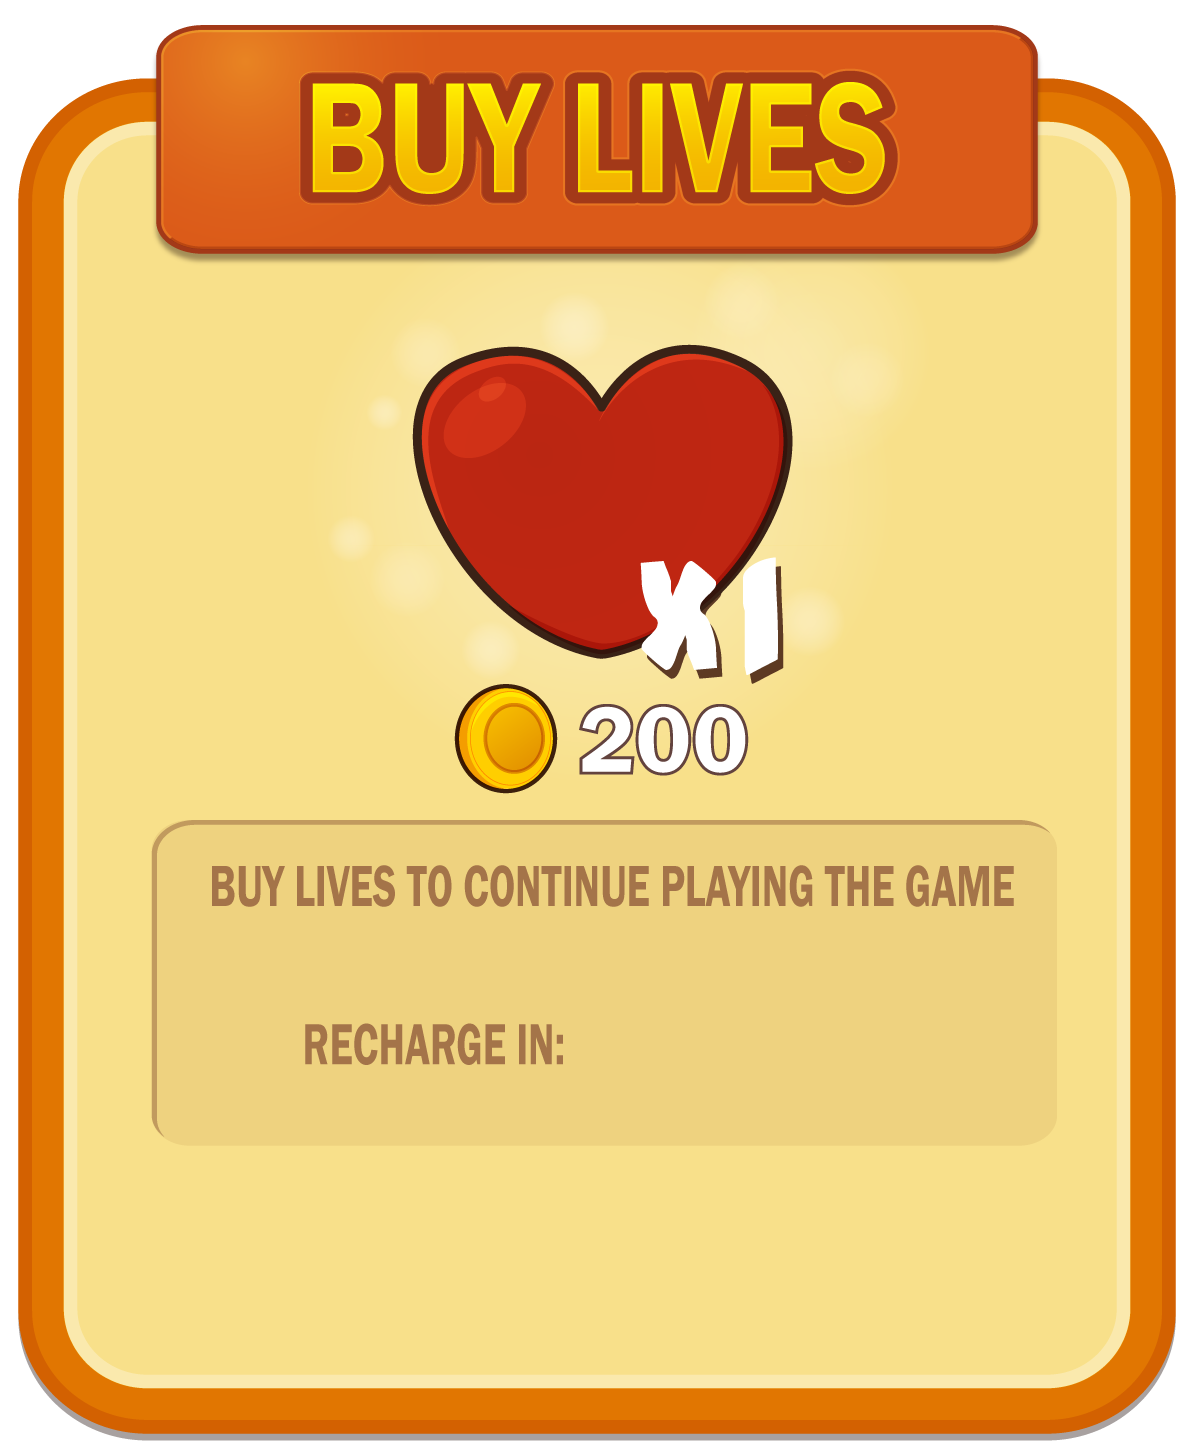 BUY LIVES
X1
200
BUY LIVES TO CONTINUE PLAYING THE GAME
RECHARGE IN: